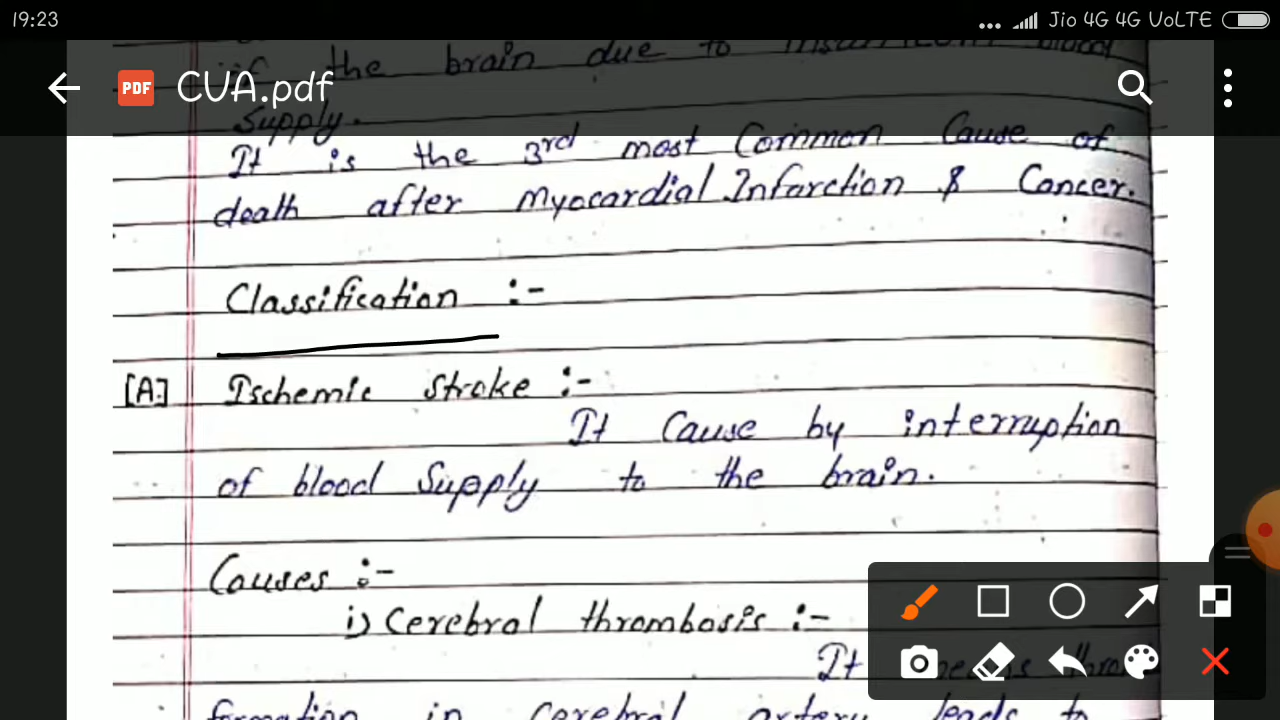 19:23
... Jio 4G 4G VoLTE
PDF CUA.pdf
the brain due to blood
Supply.
It is the 3rd most Common Cause of
death after Myocardial Infarction & Cancer.
Classification :-
[A.] Ischemic stroke :-
It Cause by interruption
of blood Supply to the brain.
Causes :-
i) Cerebral thrombosis :-
It
formation in cerebral artery leads to